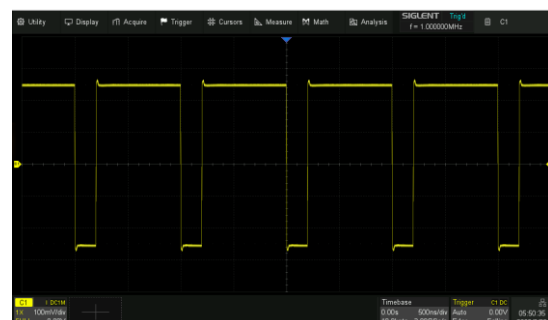 Utility Display Acquire Trigger Cursors Measure Math Analysis SIGLENT Trig'd C1
f = 1.000000MHz
C1 DC1M Timebase Trigger C1 DC
1X 100mV/div 0.00s 500ns/div Auto 0.00V 05:50:35